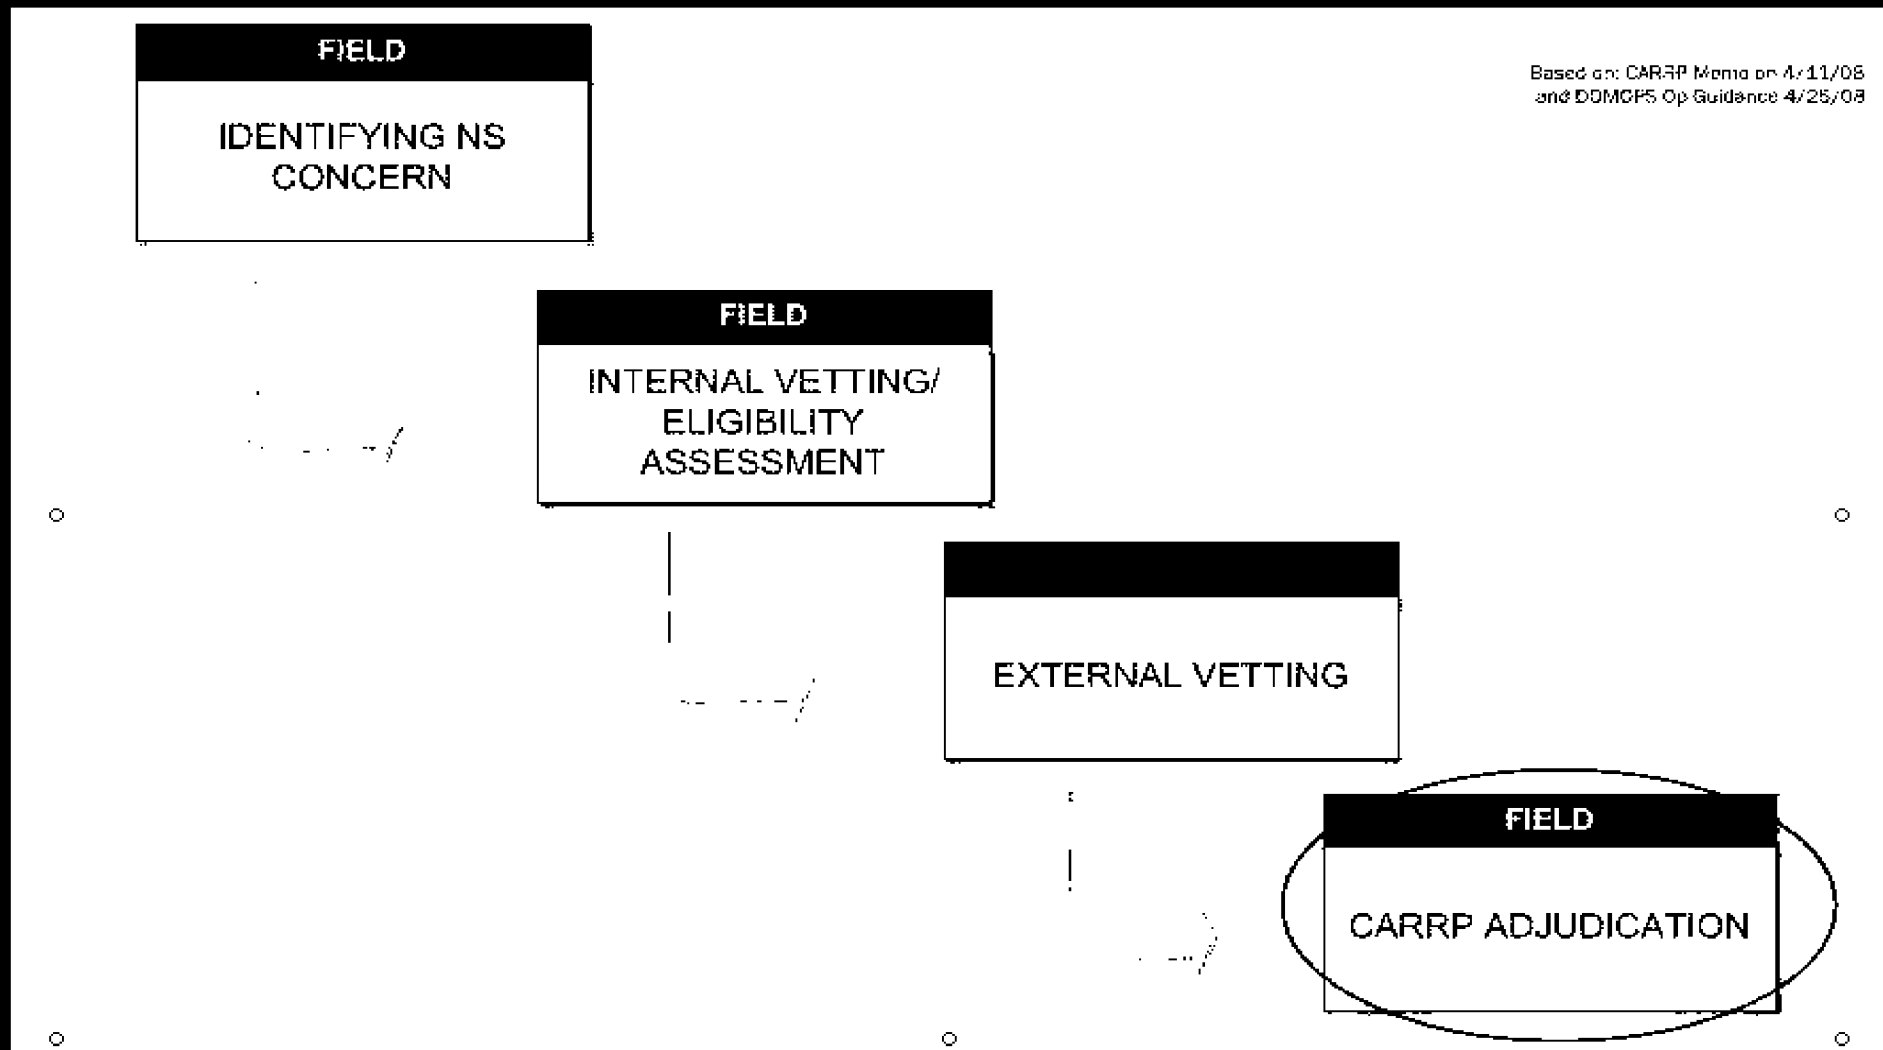 FIELD
IDENTIFYING NS
CONCERN
Based on: CARRP Memo on 4/11/08
and DOMOPS Op Guidance 4/25/08
FIELD
INTERNAL VETTING/
ELIGIBILITY
ASSESSMENT
EXTERNAL VETTING
FIELD
CARRP ADJUDICATION